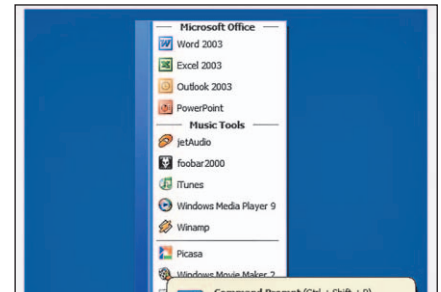 Microsoft Office
Word 2003
Excel 2003
Outlook 2003
PowerPoint
Music Tools
jetAudio
foobar2000
iTunes
Windows Media Player 9
Winamp
Picasa
Windows Movie Maker 2
Command Prompt (Ctrl + Shift + P)